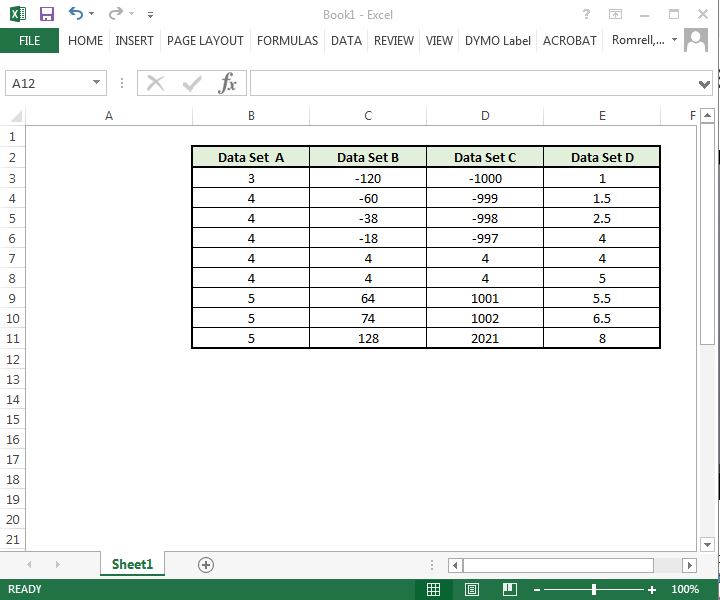 Book1 - Excel ?
FILE HOME INSERT PAGE LAYOUT FORMULAS DATA REVIEW VIEW DYMO Label ACROBAT Romrell,...
A12 fx
A B C D E F
1
2 Data Set A Data Set B Data Set C Data Set D
3 3 -120 -1000 1
4 4 -60 -999 1.5
5 4 -38 -998 2.5
6 4 -18 -997 4
7 4 4 4 4
8 4 4 4 5
9 5 64 1001 5.5
10 5 74 1002 6.5
11 5 128 2021 8
12
13
14
15
16
17
18
19
20
21
Sheet1
READY 100%